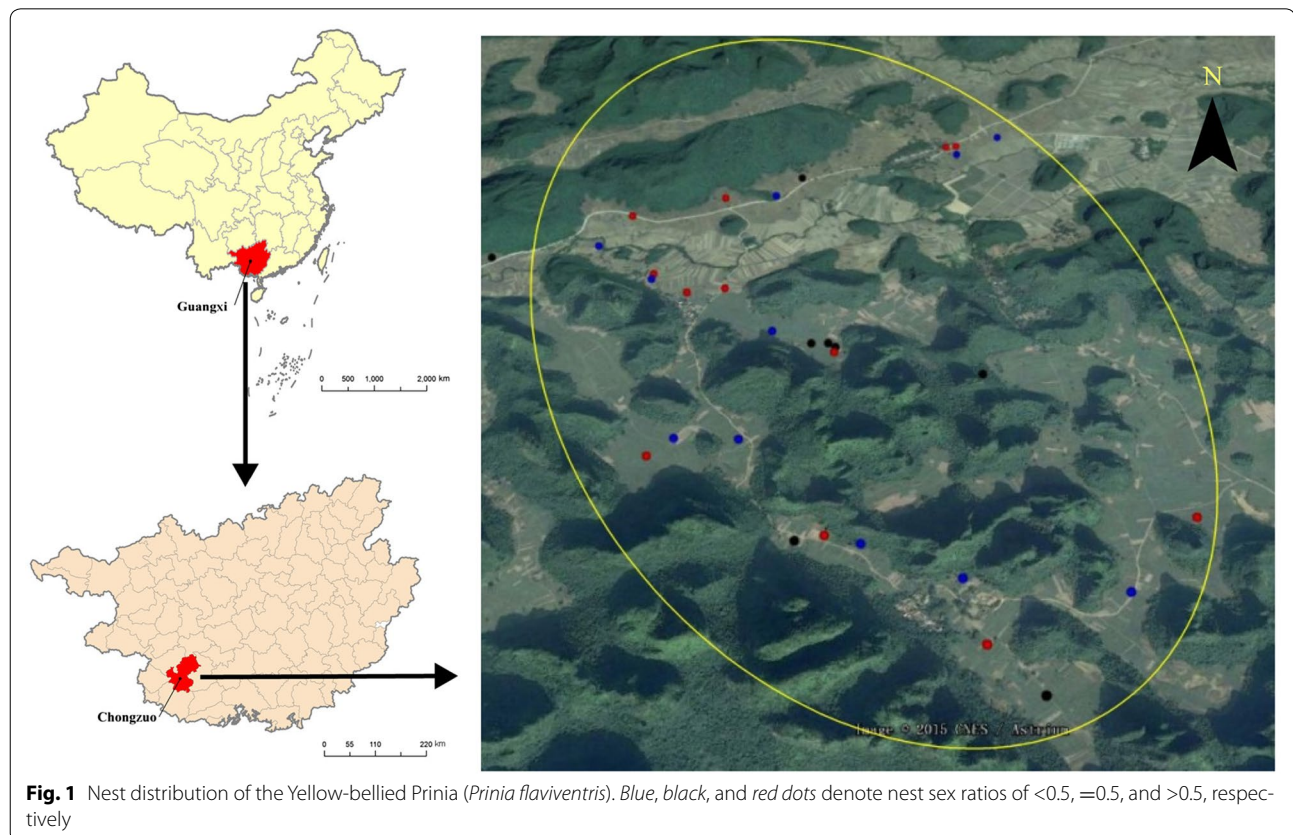 Guangxi
0 500 1,000 2,000 km
Chongzuo
0 55 110 220 km
N
Image © 2015 CNES / Astrium
Fig. 1 Nest distribution of the Yellow-bellied Prinia (Prinia flaviventris). Blue, black, and red dots denote nest sex ratios of <0.5, =0.5, and >0.5, respec-
tively